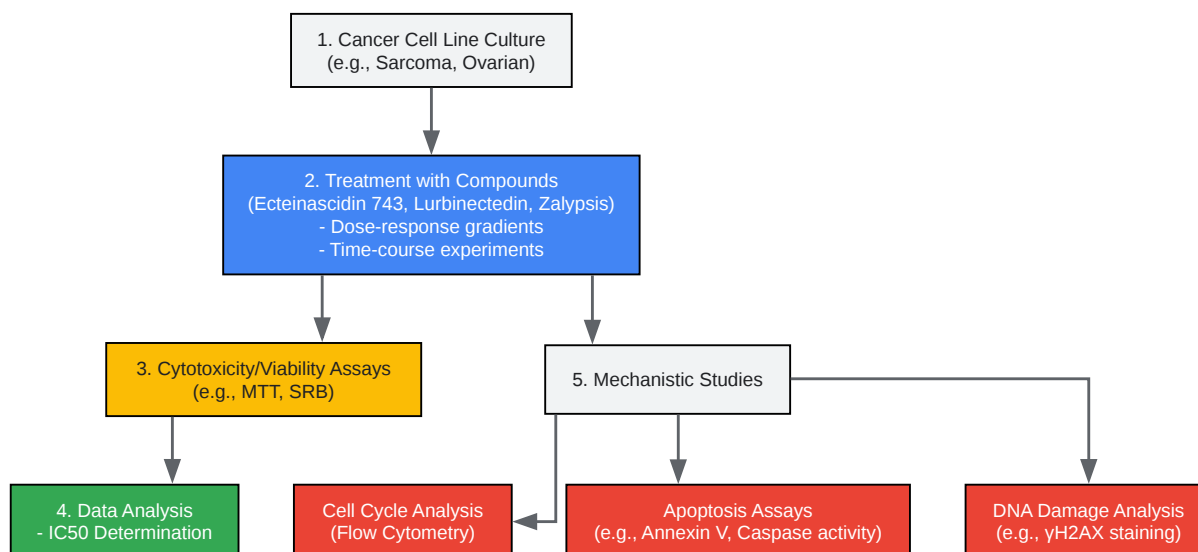 1. Cancer Cell Line Culture
(e.g., Sarcoma, Ovarian)
2. Treatment with Compounds
(Ecteinascidin 743, Lurbinectedin, Zalypsis)
- Dose-response gradients
- Time-course experiments
3. Cytotoxicity/Viability Assays
(e.g., MTT, SRB)
5. Mechanistic Studies
4. Data Analysis
- IC50 Determination
Cell Cycle Analysis
(Flow Cytometry)
Apoptosis Assays
(e.g., Annexin V, Caspase activity)
DNA Damage Analysis
(e.g., γH2AX staining)